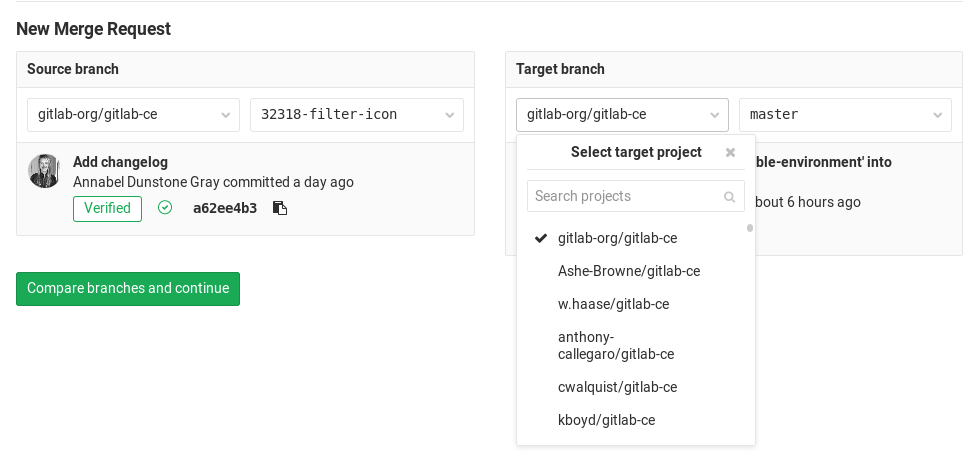 New Merge Request
Source branch
gitlab-org/gitlab-ce
32318-filter-icon
Add changelog
Annabel Dunstone Gray committed a day ago
Verified
a62ee4b3
Compare branches and continue
Target branch
gitlab-org/gitlab-ce
master
ble-environment' into
bout 6 hours ago
Select target project
Search projects
gitlab-org/gitlab-ce
Ashe-Browne/gitlab-ce
w.haase/gitlab-ce
anthony-
callegaro/gitlab-ce
cwalquist/gitlab-ce
kboyd/gitlab-ce